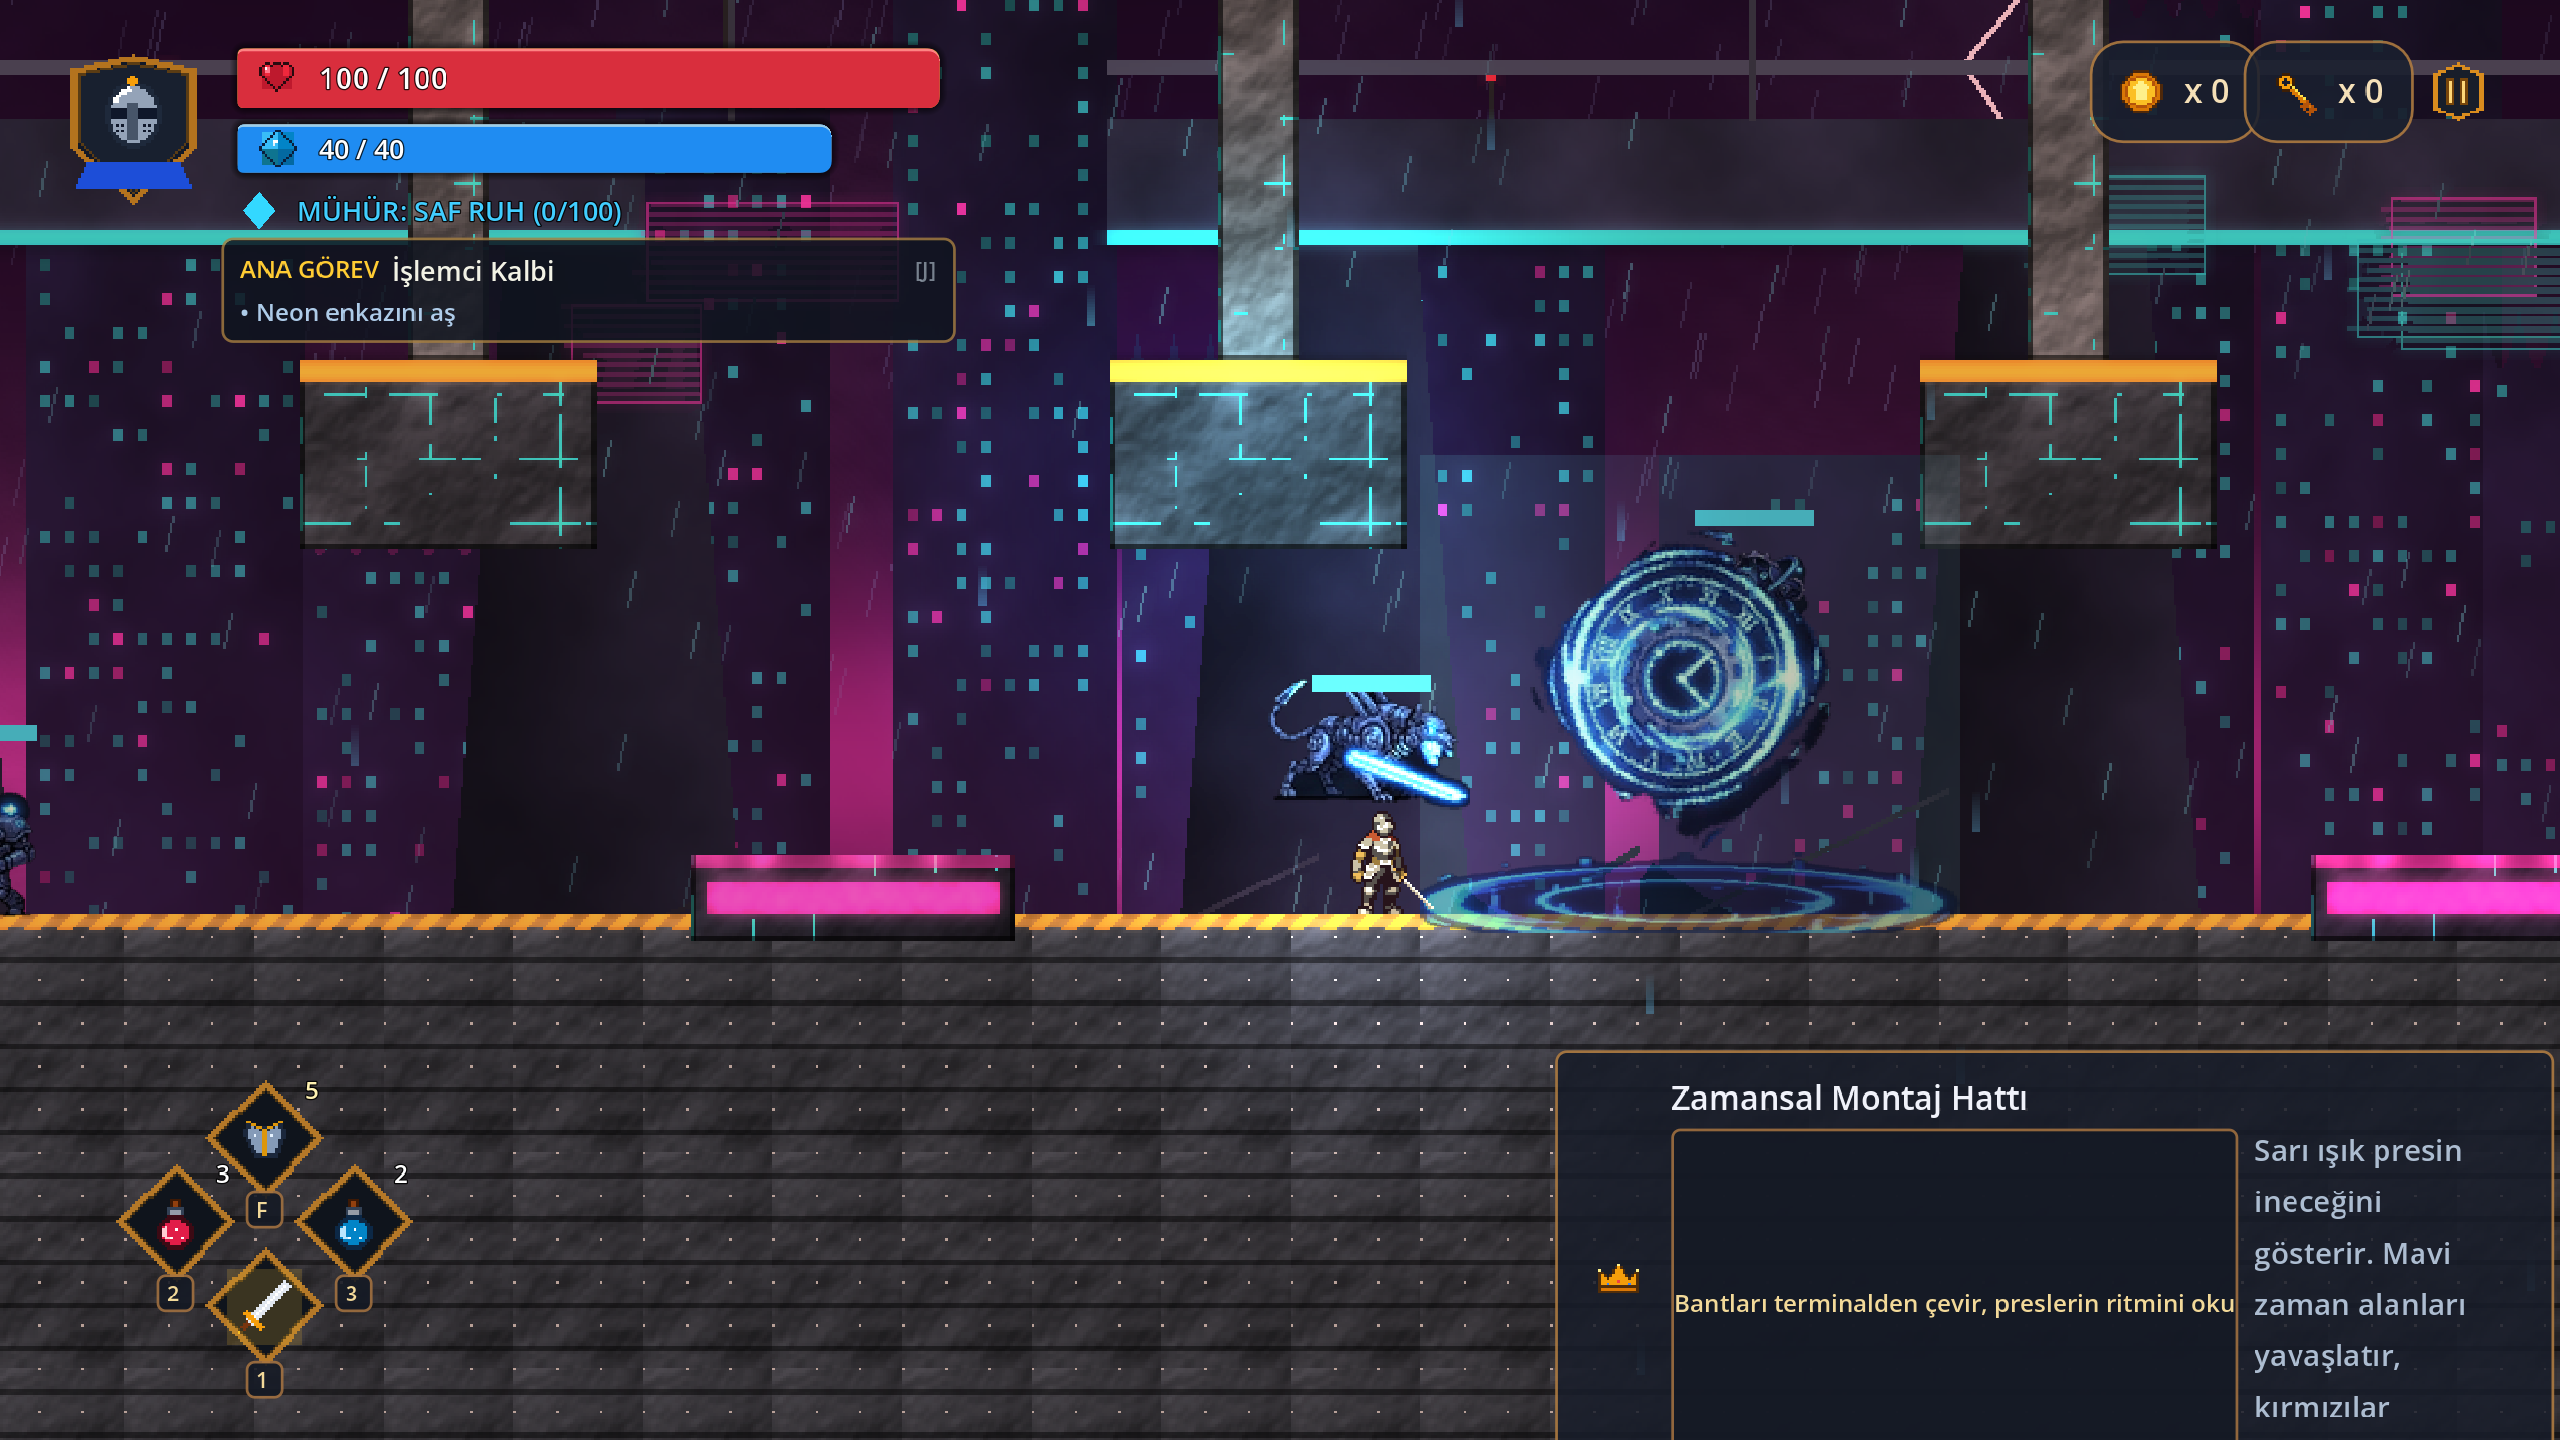 100 / 100
x 0
x 0
40 / 40
MÜHÜR: SAF RUH (0/100)
ANA GÖREV İşlemci Kalbi [J]
• Neon enkazını aş
5
3
2
F
2
3
1
Zamansal Montaj Hattı
Bantları terminalden çevir, preslerin ritmini oku
Sarı ışık presin
ineceğini
gösterir. Mavi
zaman alanları
yavaşlatır,
kırmızılar